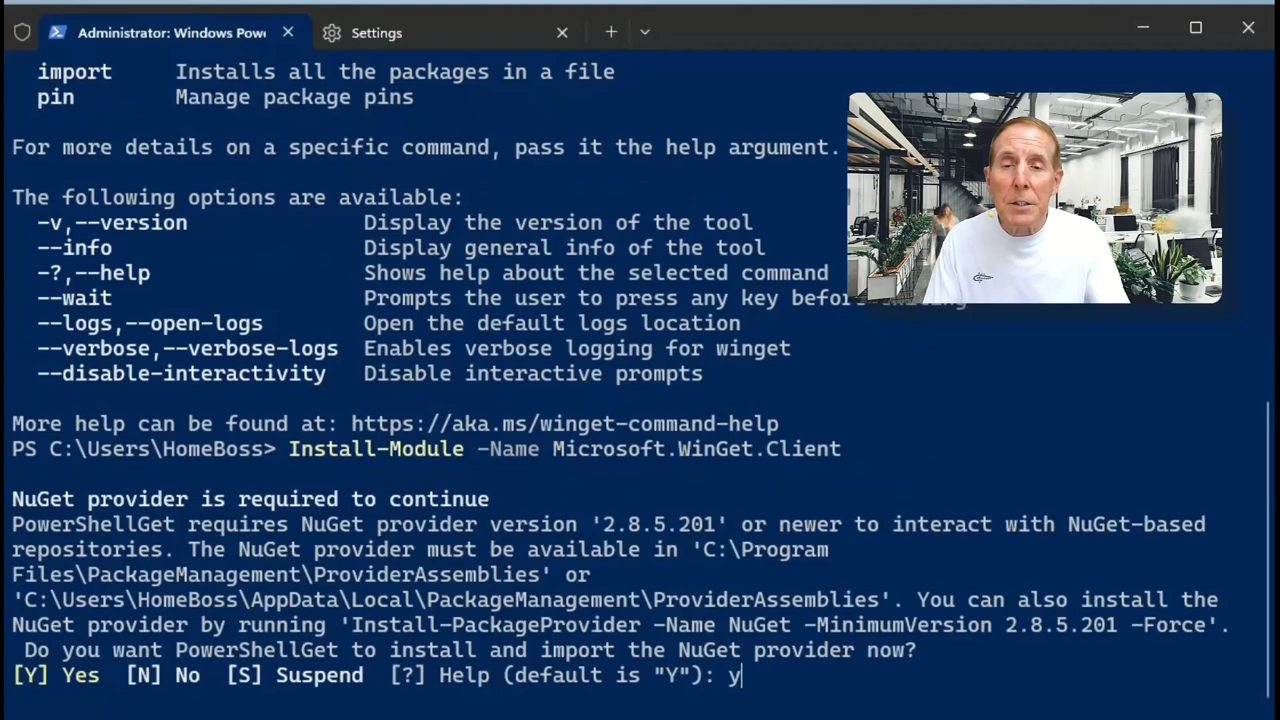 Administrator: Windows Powe
Settings
import Installs all the packages in a file
pin Manage package pins
For more details on a specific command, pass it the help argument.
The following options are available:
-v,--version Display the version of the tool
--info Display general info of the tool
-?,--help Shows help about the selected command
--wait Prompts the user to press any key before
--logs,--open-logs Open the default logs location
--verbose,--verbose-logs Enables verbose logging for winget
--disable-interactivity Disable interactive prompts
More help can be found at: https://aka.ms/winget-command-help
PS C:\Users\HomeBoss> Install-Module -Name Microsoft.WinGet.Client
NuGet provider is required to continue
PowerShellGet requires NuGet provider version '2.8.5.201' or newer to interact with NuGet-based
repositories. The NuGet provider must be available in 'C:\Program
Files\PackageManagement\ProviderAssemblies' or
'C:\Users\HomeBoss\AppData\Local\PackageManagement\ProviderAssemblies'. You can also install the
NuGet provider by running 'Install-PackageProvider -Name NuGet -MinimumVersion 2.8.5.201 -Force'.
Do you want PowerShellGet to install and import the NuGet provider now?
[Y] Yes [N] No [S] Suspend [?] Help (default is "Y"): y